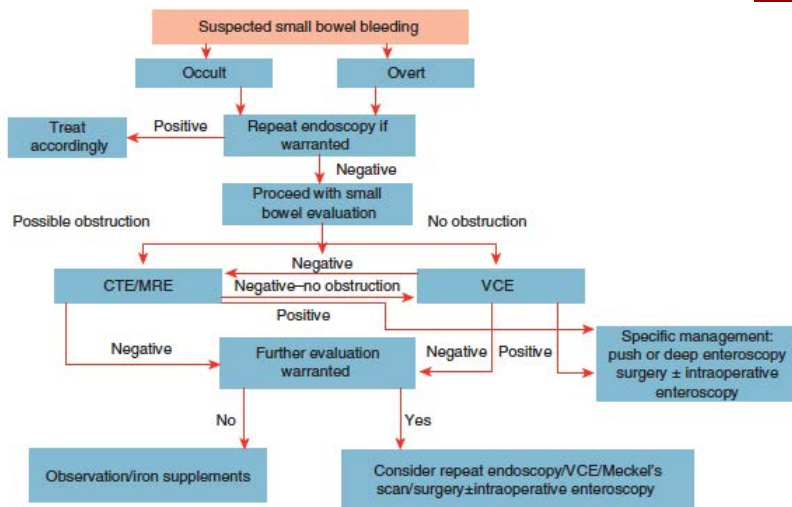 Suspected small bowel bleeding
Occult
Overt
Treat
accordingly
Positive
Repeat endoscopy if
warranted
Negative
Proceed with small
bowel evaluation
Possible obstruction
No obstruction
Negative
CTE/MRE
Negative–no obstruction
VCE
Positive
Specific management:
push or deep enteroscopy
surgery ± intraoperative
enteroscopy
Negative
Further evaluation
warranted
Negative
Positive
No
Yes
Observation/iron supplements
Consider repeat endoscopy/VCE/Meckel's
scan/surgery±intraoperative enteroscopy